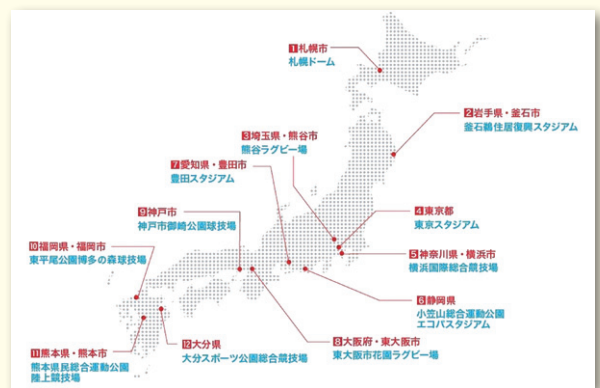 1 札幌市
札幌ドーム
2 岩手県・釜石市
釜石鵜住居復興スタジアム
3 埼玉県・熊谷市
熊谷ラグビー場
4 東京都
東京スタジアム
5 神奈川県・横浜市
横浜国際総合競技場
6 静岡県
小笠山総合運動公園
エコパスタジアム
7 愛知県・豊田市
豊田スタジアム
8 大阪府・東大阪市
東大阪市花園ラグビー場
9 神戸市
神戸市御崎公園球技場
10 福岡県・福岡市
東平尾公園博多の森球技場
11 熊本県・熊本市
熊本県民総合運動公園
陸上競技場
12 大分県
大分スポーツ公園総合競技場